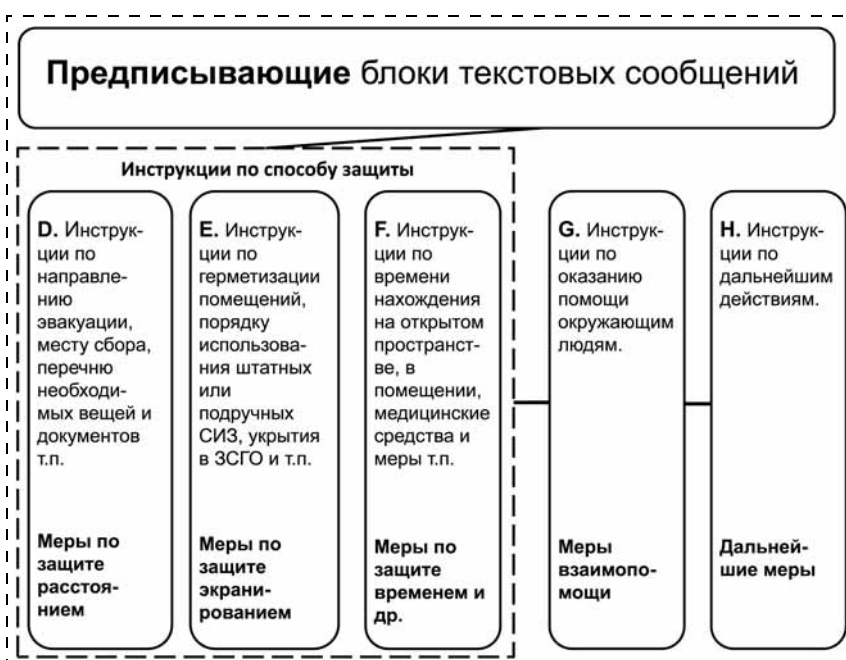 Предписывающие блоки текстовых сообщений
Инструкции по способу защиты
D. Инструк-
ции по
направле-
нию
эвакуации,
месту сбора,
перечню
необходи-
мых вещей и
документов
т.п.
Меры по
защите
расстоя-
нием
E. Инструк-
ции по
герметизации
помещений,
порядку
использова-
ния штатных
или
подручных
СИЗ, укрытия
в ЗСГО и т.п.
Меры по
защите
экрани-
рованием
F. Инструк-
ции по
времени
нахождения
на открытом
пространст-
ве, в
помещении,
медицинские
средства и
меры т.п.
Меры по
защите
временем и
др.
G. Инструк-
ции по
оказанию
помощи
окружающим
людям.
Меры
взаимопо-
мощи
H. Инструк-
ции по
дальнейшим
действиям.
Дальней-
шие меры